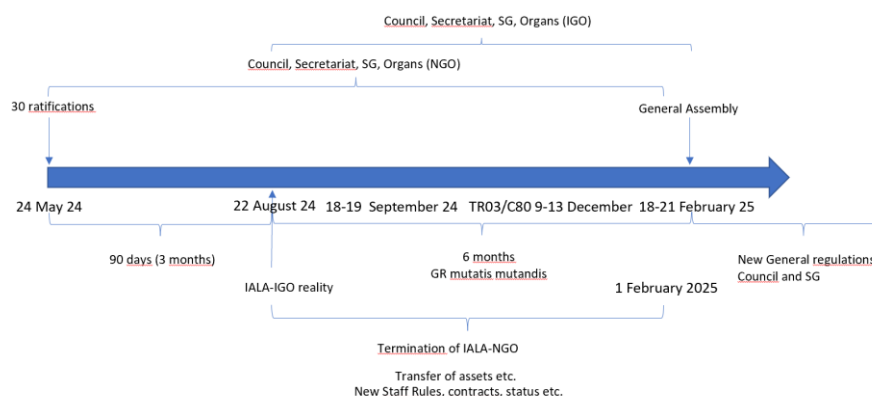 Council, Secretariat, SG, Organs (IGO)
Council, Secretariat, SG, Organs (NGO)
30 ratifications
General Assembly
24 May 24
22 August 24
18-19 September 24
TR03/C80 9-13 December
18-21 February 25
90 days (3 months)
6 months
GR mutatis mutandis
New General regulations
Council and SG
IALA-IGO reality
1 February 2025
Termination of IALA-NGO
Transfer of assets etc.
New Staff Rules, contracts, status etc.